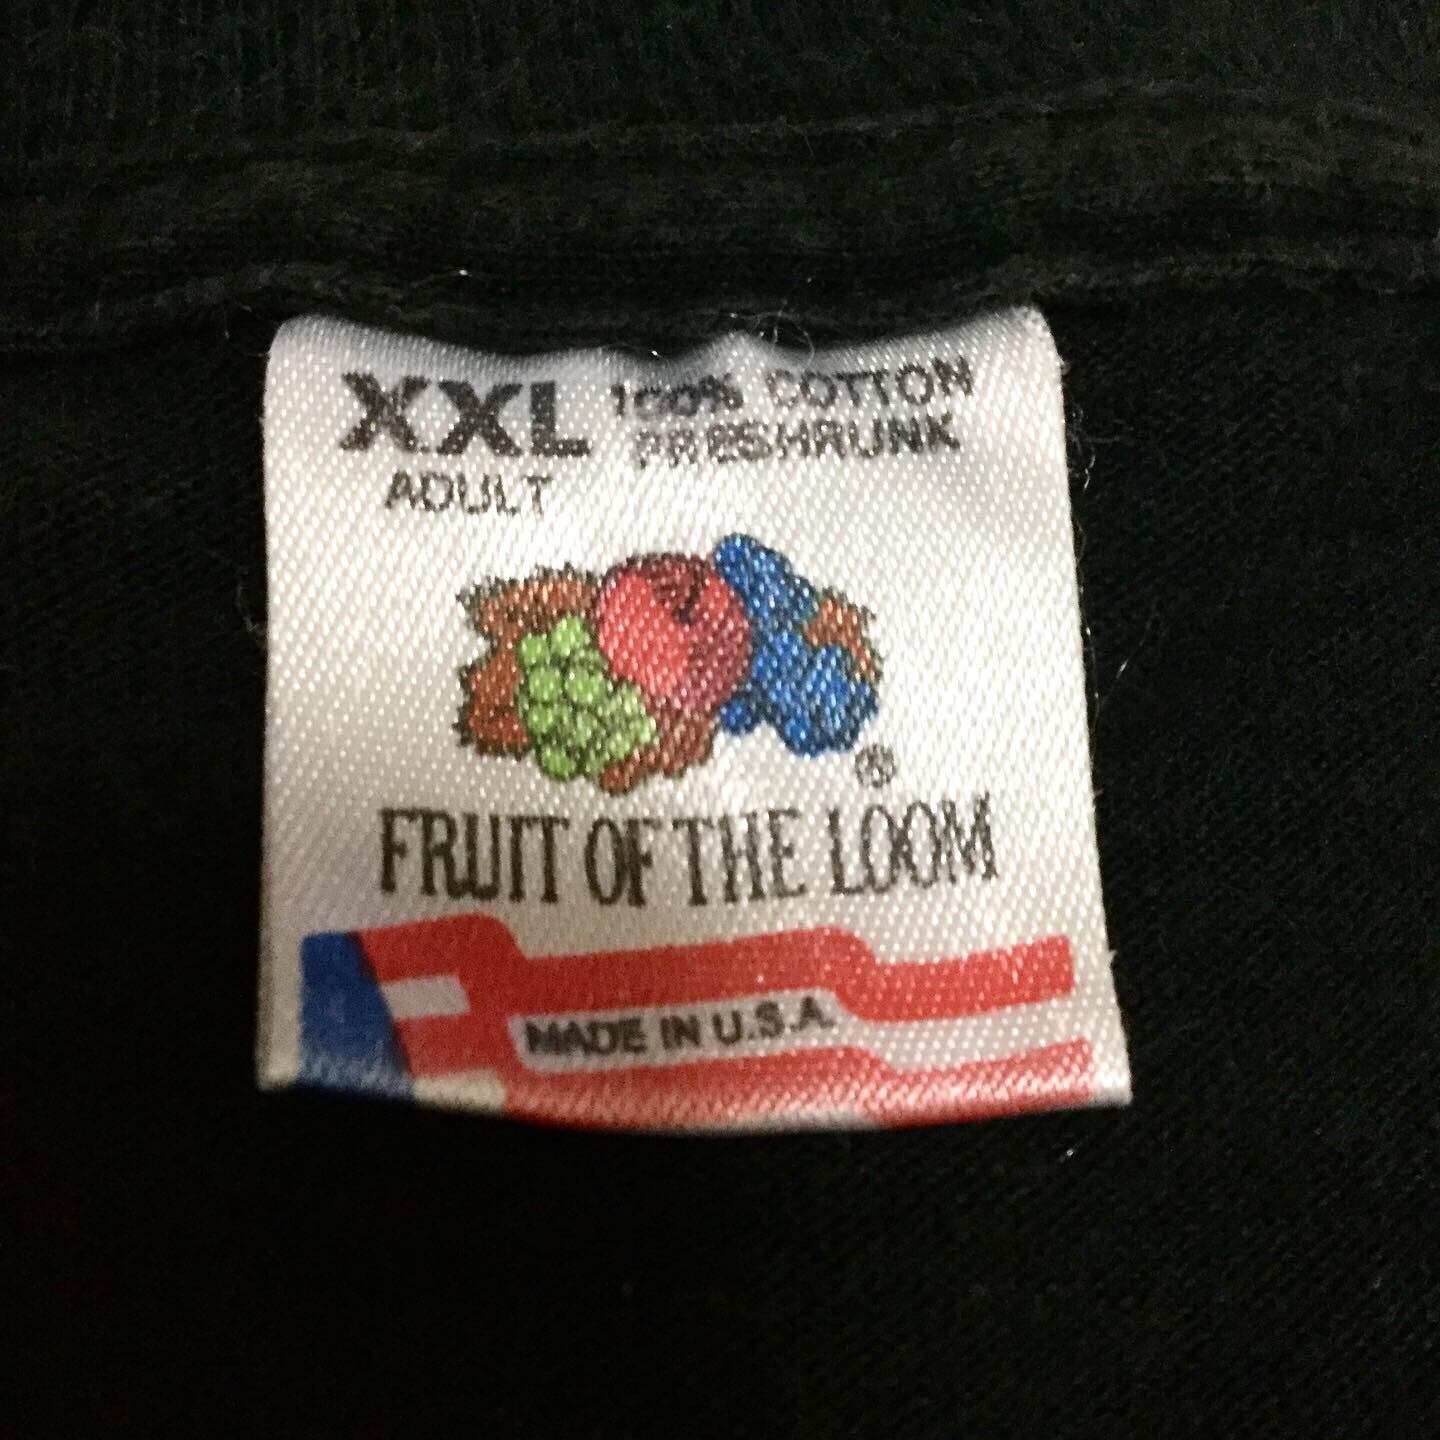 XXL 100% COTTON
PRESHRUNK
ADULT
®
FRUIT OF THE LOOM
MADE IN U.S.A.